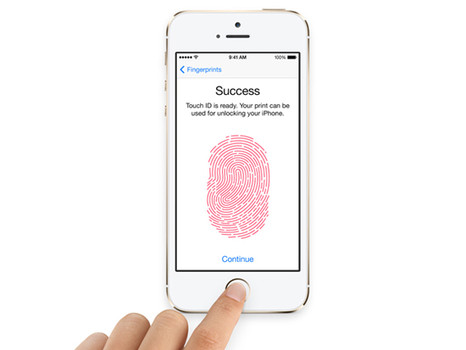 9:41 AM
Fingerprints
Success
Touch ID is ready. Your print can be
used for unlocking your iPhone.
Continue